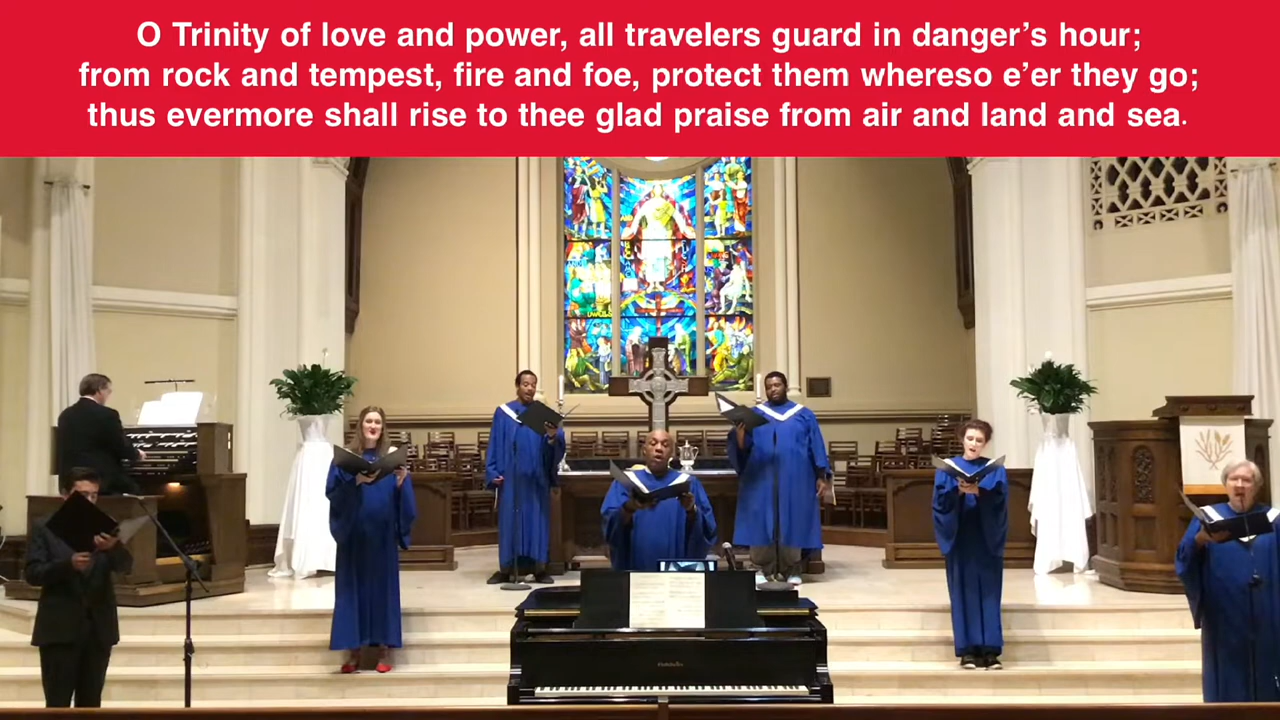 O Trinity of love and power, all travelers guard in danger’s hour;
from rock and tempest, fire and foe, protect them whereso e’er they go;
thus evermore shall rise to thee glad praise from air and land and sea.